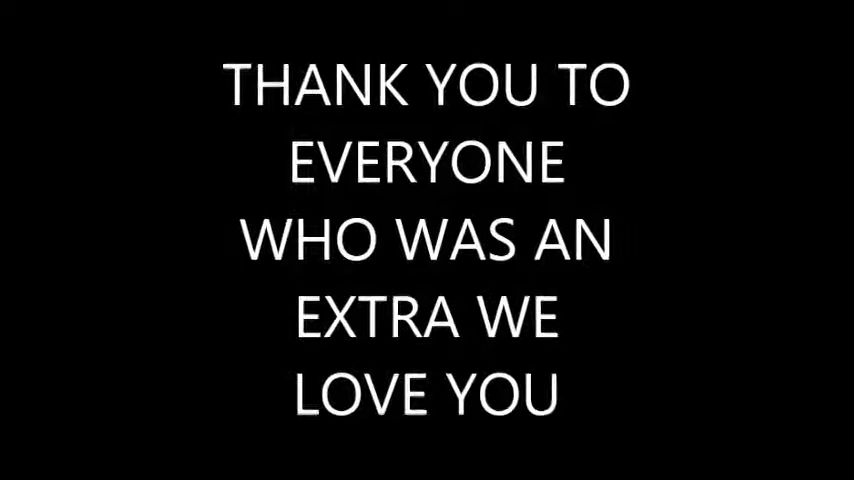 THANK YOU TO
EVERYONE
WHO WAS AN
EXTRA WE
LOVE YOU